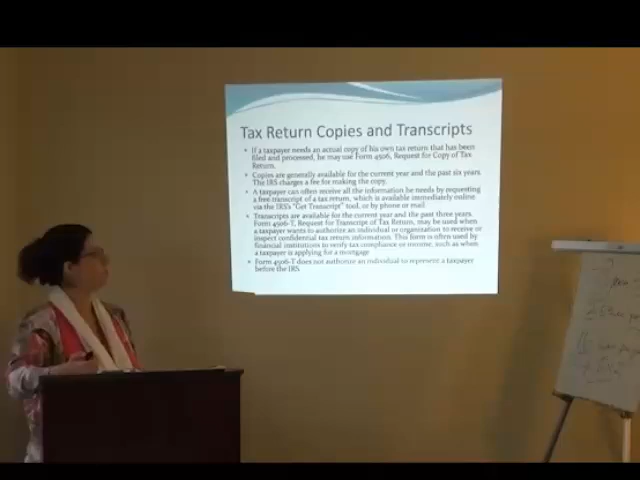 Tax Return Copies and Transcripts
If a taxpayer needs an actual copy of his own tax return that has been
filed and processed, he may use Form 4506, Request for Copy of Tax
Return.
Copies are generally available for the current year and the past six years.
The IRS charges a fee for making the copy.
A taxpayer can often receive all the information he needs by requesting
a free transcript of a tax return, which is available immediately online
via the IRS's "Get Transcript" tool, or by phone or mail.
Transcripts are available for the current year and the past three years.
Form 4506-T, Request for Transcript of Tax Return, may be used when
a taxpayer wants to authorize an individual or organization to receive or
inspect confidential tax return information. This form is often used by
financial institutions to verify tax compliance or income, such as when
a taxpayer is applying for a mortgage
Form 4506-T does not authorize an individual to represent a taxpayer
before the IRS